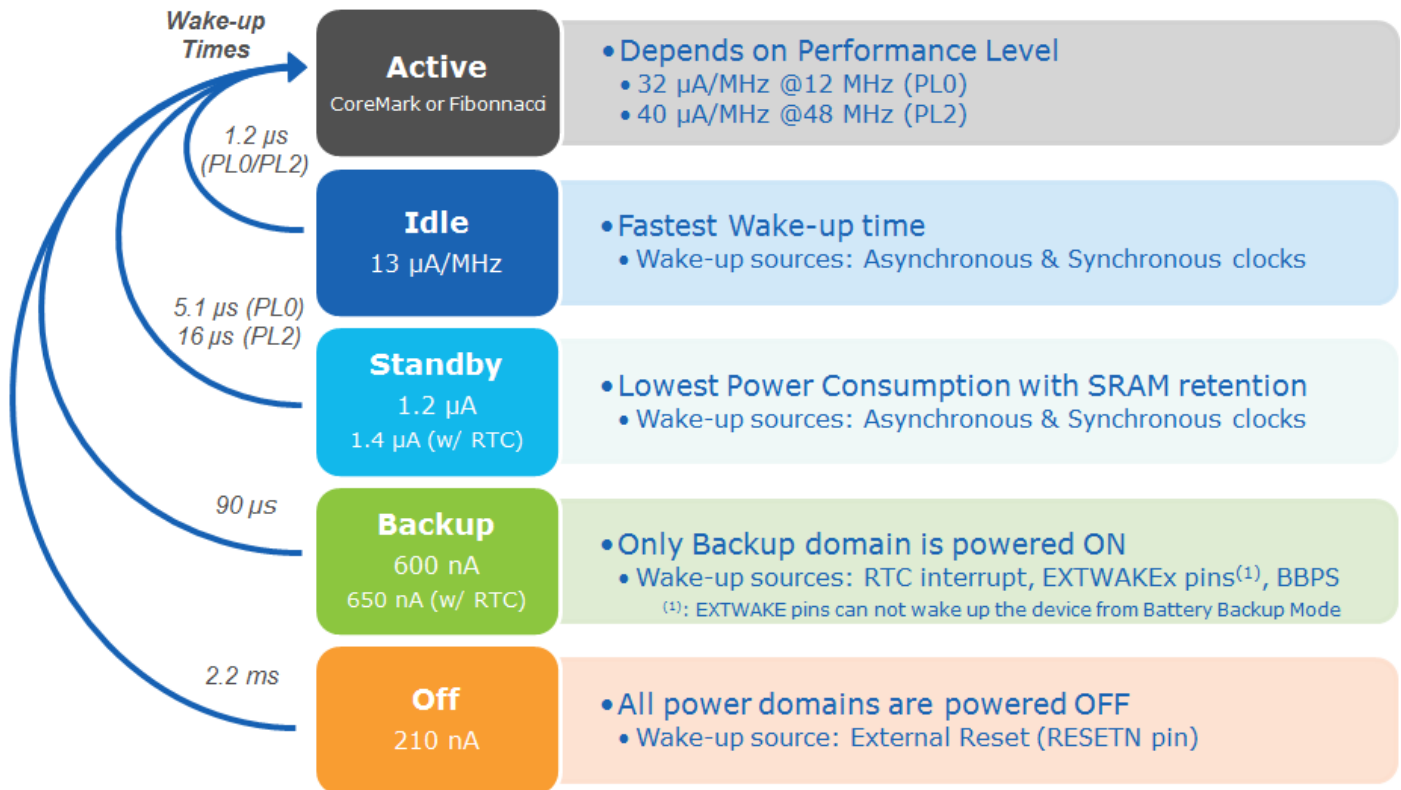 Wake-up
Times
Active
CoreMark or Fibonnaci
• Depends on Performance Level
• 32 µA/MHz @12 MHz (PL0)
• 40 µA/MHz @48 MHz (PL2)
1.2 µs
(PL0/PL2)
Idle
13 µA/MHz
• Fastest Wake-up time
• Wake-up sources: Asynchronous & Synchronous clocks
5.1 µs (PL0)
16 µs (PL2)
Standby
1.2 µA
1.4 µA (w/ RTC)
• Lowest Power Consumption with SRAM retention
• Wake-up sources: Asynchronous & Synchronous clocks
90 µs
Backup
600 nA
650 nA (w/ RTC)
• Only Backup domain is powered ON
• Wake-up sources: RTC interrupt, EXTWAKEx pins(1), BBPS
(1): EXTWAKE pins can not wake up the device from Battery Backup Mode
2.2 ms
Off
210 nA
• All power domains are powered OFF
• Wake-up source: External Reset (RESETN pin)